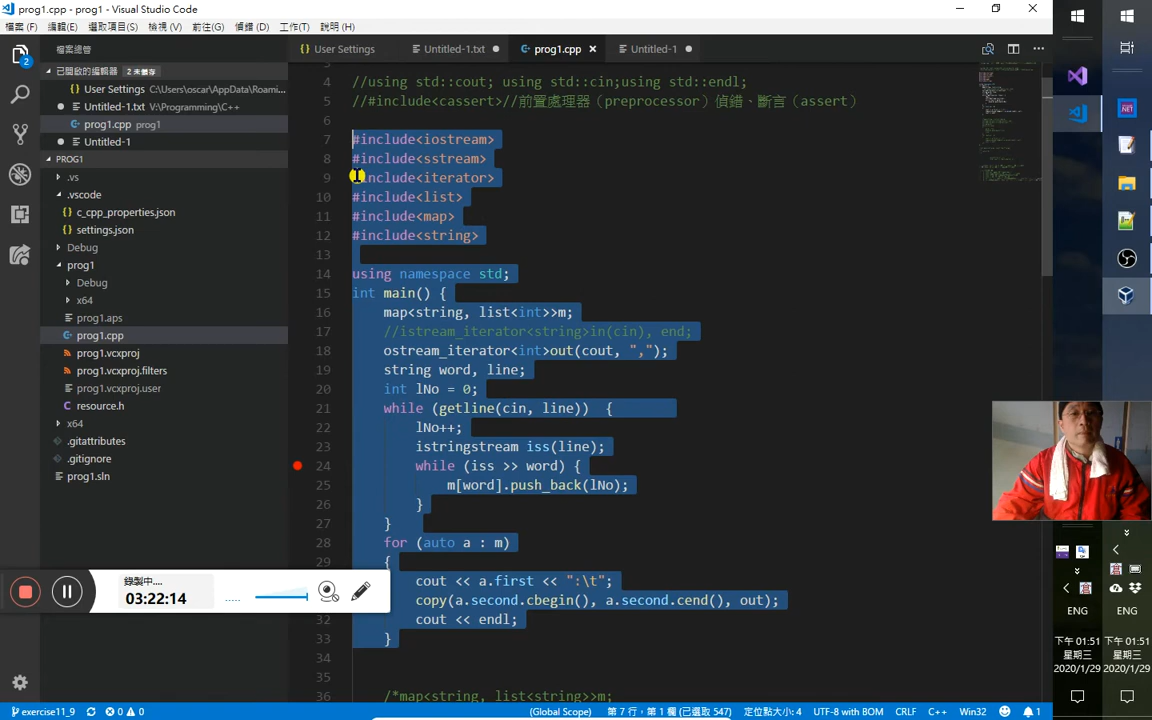 prog1.cpp - prog1 - Visual Studio Code
檔案 (F) 編輯(E) 選取項目(S) 檢視 (V) 前往(G) 偵錯 (D) 工作(T) 說明 (H)
檔案總管
已開啟的編輯器 2 未儲存
User Settings C:\Users\oscar\AppData\Roami...
Untitled-1.txt V:\Programming\C++
prog1.cpp prog1
Untitled-1
PROG1
.vs
.vscode
c_cpp_properties.json
settings.json
Debug
prog1
Debug
x64
prog1.aps
prog1.cpp
prog1.vcxproj
prog1.vcxproj.filters
prog1.vcxproj.user
resource.h
x64
.gitattributes
.gitignore
prog1.sln
User Settings Untitled-1.txt prog1.cpp Untitled-1
4 //using std::cout; using std::cin;using std::endl;
5 //#include<cassert>//前置處理器（preprocessor）偵錯、斷言（assert）
6
7 #include<iostream>
8 #include<sstream>
9 #include<iterator>
10 #include<list>
11 #include<map>
12 #include<string>
13
14 using namespace std;
15 int main() {
16 map<string, list<int>>m;
17 //istream_iterator<string>in(cin), end;
18 ostream_iterator<int>out(cout, ",");
19 string word, line;
20 int lNo = 0;
21 while (getline(cin, line)) {
22 lNo++;
23 istringstream iss(line);
24 while (iss >> word) {
25 m[word].push_back(lNo);
26 }
27 }
28 for (auto a : m)
29 {
cout << a.first << ":\t";
copy(a.second.cbegin(), a.second.cend(), out);
32 cout << endl;
33 }
34
35
36 /*map<string, list<string>>m;
錄製中....
03:22:14
ENG
下午 01:51
星期三
2020/1/29
ENG
下午 01:51
星期三
2020/1/29
exercise11_9 0 0 (Global Scope) 第 7 行，第 1 欄 (已選取 547) 定位點大小: 4 UTF-8 with BOM CRLF C++ Win32 1